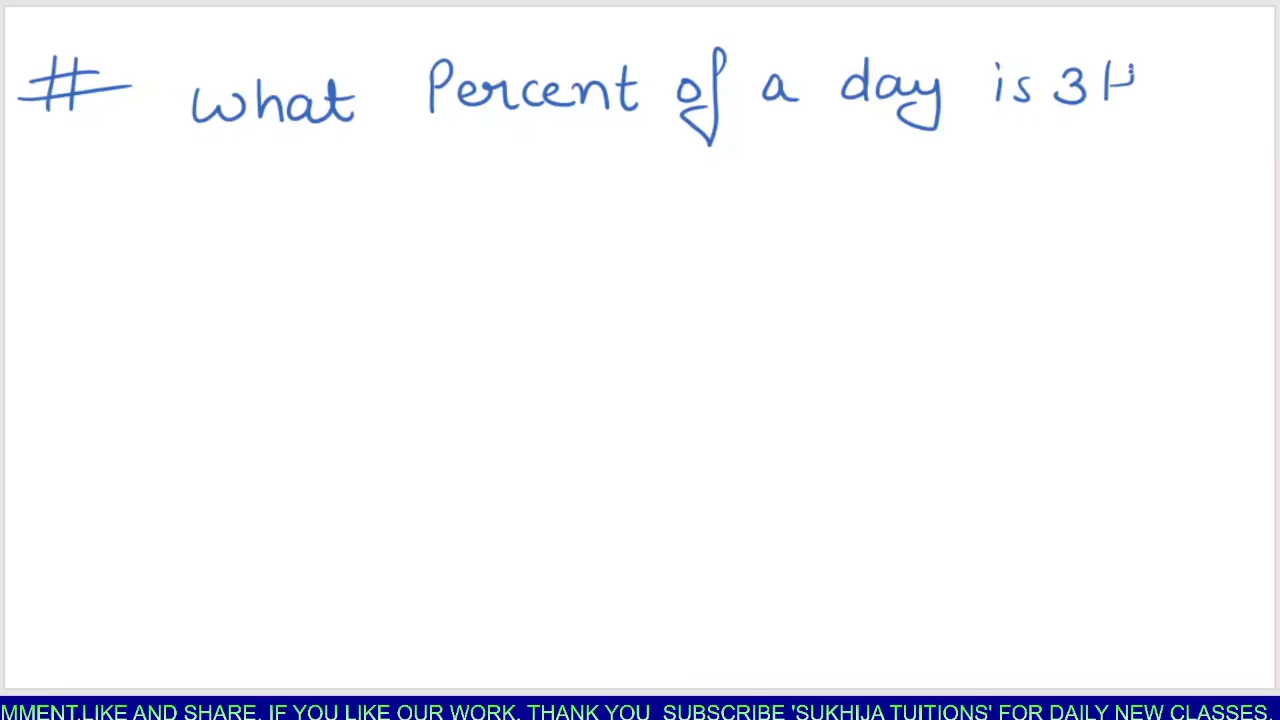 # What Percent of a day is 3 H
MMENT,LIKE AND SHARE. IF YOU LIKE OUR WORK. THANK YOU SUBSCRIBE 'SUKHIJA TUITIONS' FOR DAILY NEW CLASSES